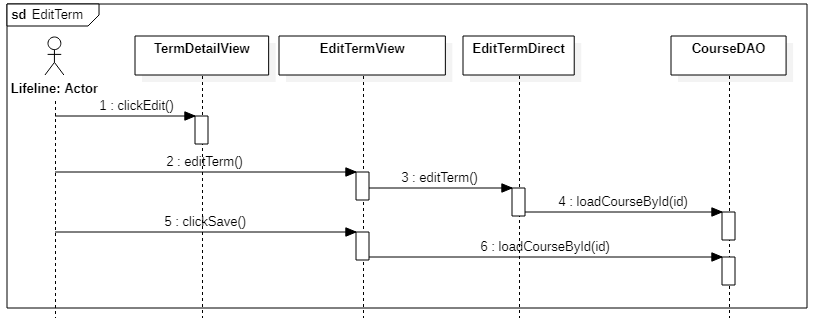 sd EditTerm
TermDetailView
EditTermView
EditTermDirect
CourseDAO
Lifeline: Actor
1 : clickEdit()
2 : editTerm()
3 : editTerm()
4 : loadCourseById(id)
5 : clickSave()
6 : loadCourseById(id)